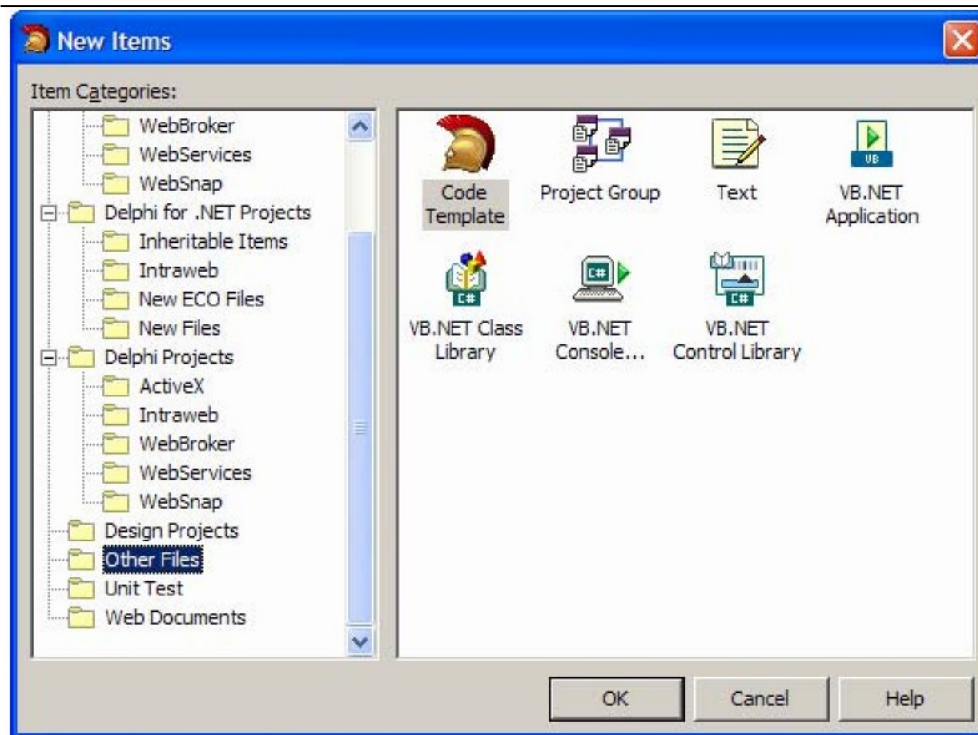 New Items
Item Categories:
WebBroker
WebServices
WebSnap
Delphi for .NET Projects
Inheritable Items
Intraweb
New ECO Files
New Files
Delphi Projects
ActiveX
Intraweb
WebBroker
WebServices
WebSnap
Design Projects
Other Files
Unit Test
Web Documents
Code
Template
Project Group
Text
VB
VB.NET
Application
C#
VB.NET Class
Library
C#
VB.NET
Console...
C#
VB.NET
Control Library
OK
Cancel
Help